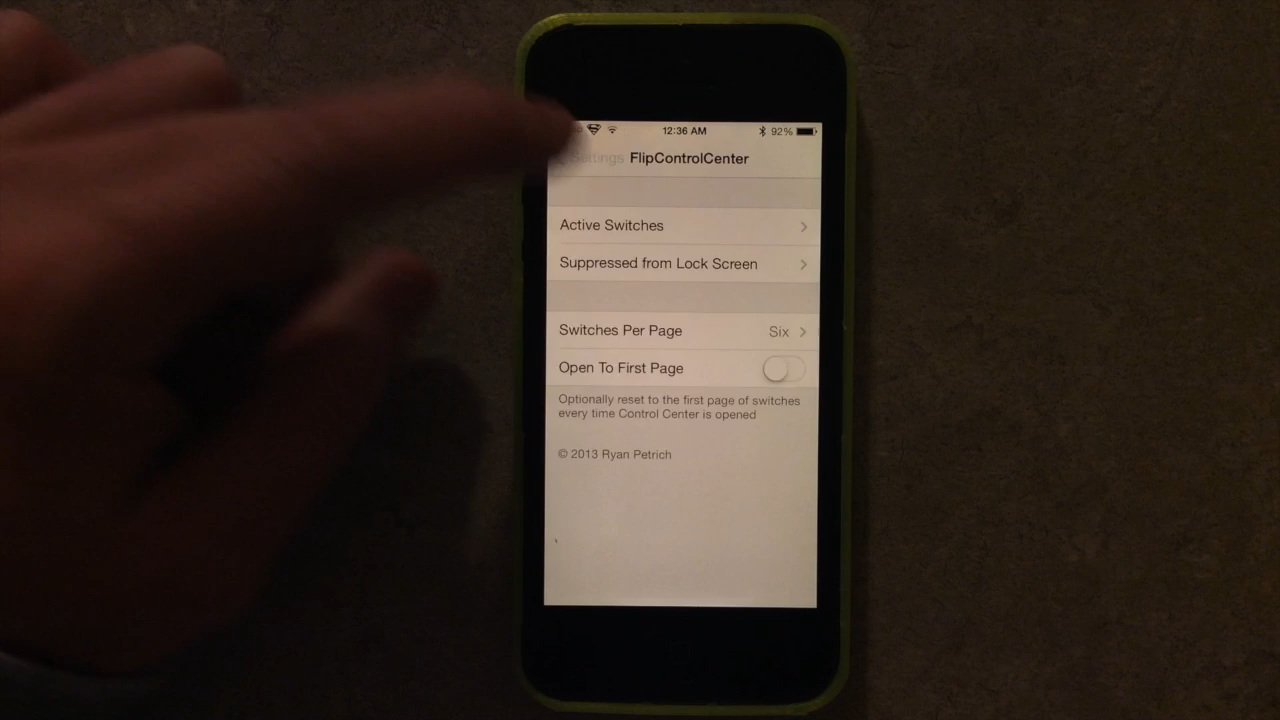 12:36 AM 92%
Settings FlipControlCenter
Active Switches
Suppressed from Lock Screen
Switches Per Page Six
Open To First Page
Optionally reset to the first page of switches
every time Control Center is opened
© 2013 Ryan Petrich